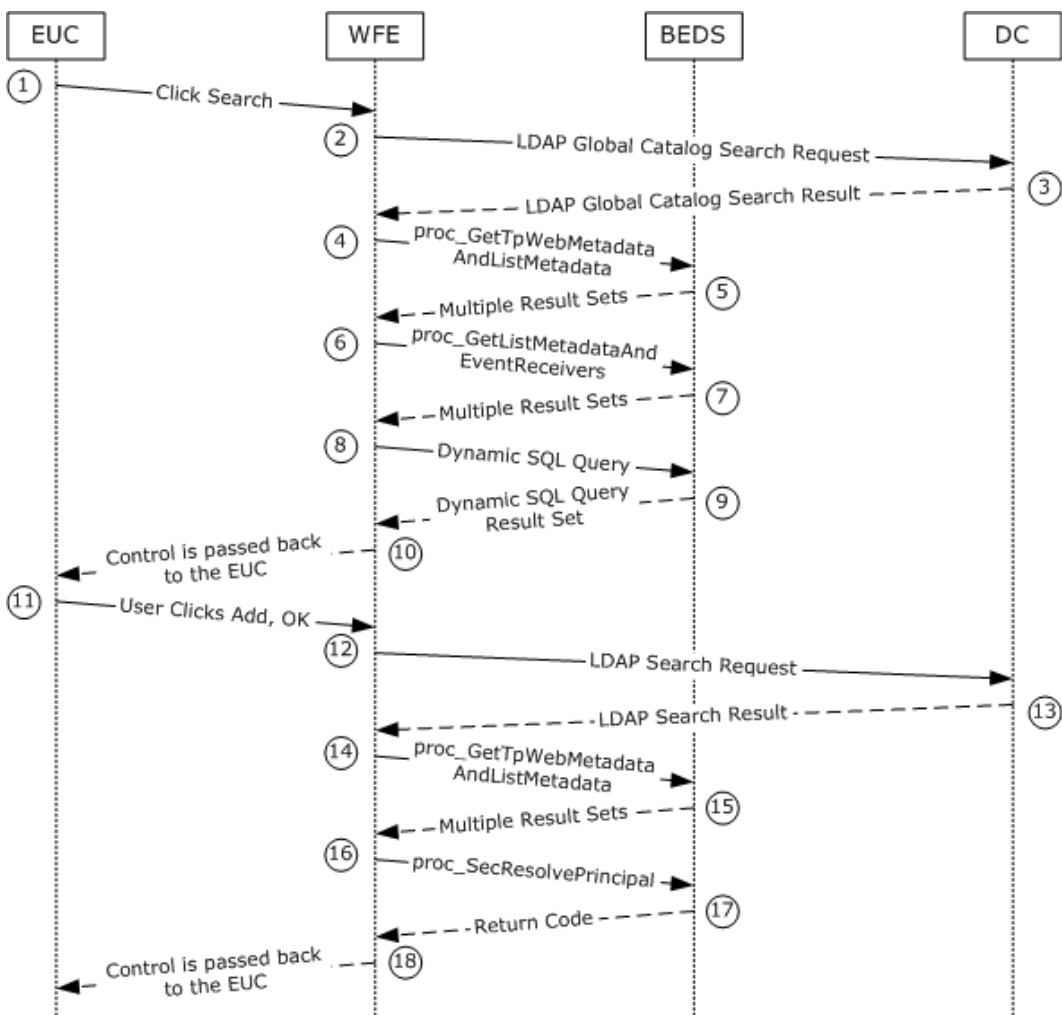 EUC
WFE
BEDS
DC
1
Click Search
2
LDAP Global Catalog Search Request
3
LDAP Global Catalog Search Result
4
proc_GetTpWebMetadata
AndListMetadata
5
Multiple Result Sets
6
proc_GetListMetadataAnd
EventReceivers
7
Multiple Result Sets
8
Dynamic SQL Query
9
Dynamic SQL Query
Result Set
10
Control is passed back
to the EUC
11
User Clicks Add, OK
12
LDAP Search Request
13
LDAP Search Result
14
proc_GetTpWebMetadata
AndListMetadata
15
Multiple Result Sets
16
proc_SecResolvePrincipal
17
Return Code
18
Control is passed back
to the EUC